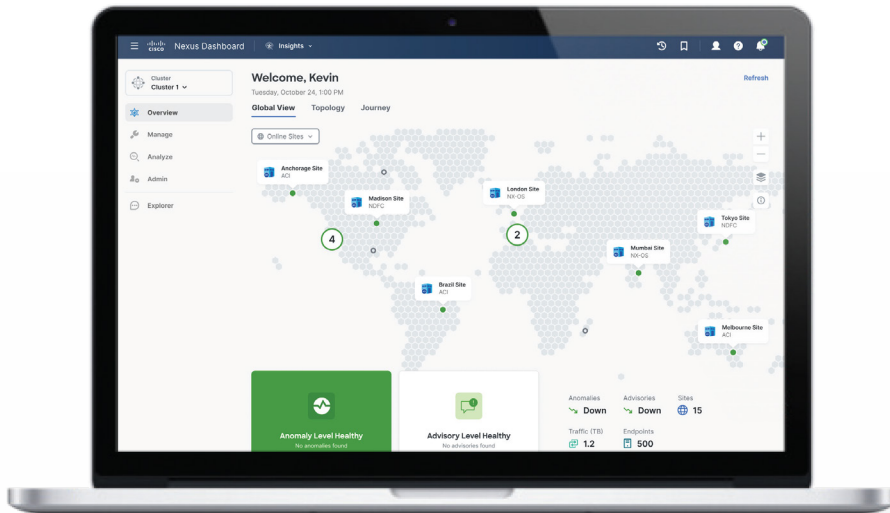 CISCO
Nexus Dashboard
Insights
Cluster
Cluster 1
Welcome, Kevin
Refresh
Tuesday, October 24, 1:00 PM
Overview
Global View
Topology
Journey
Manage
Online Sites
Analyze
Admin
Explorer
Anchorage Site
ACI
Madison Site
NDFC
London Site
NX-OS
Tokyo Site
NDFC
4
2
Mumbai Site
NX-OS
Brazil Site
ACI
Melbourne Site
ACI
Anomaly Level Healthy
No anomalies found
Advisory Level Healthy
No advisories found
Anomalies
Down
Advisories
Down
Sites
15
Traffic (TB)
1.2
Endpoints
500